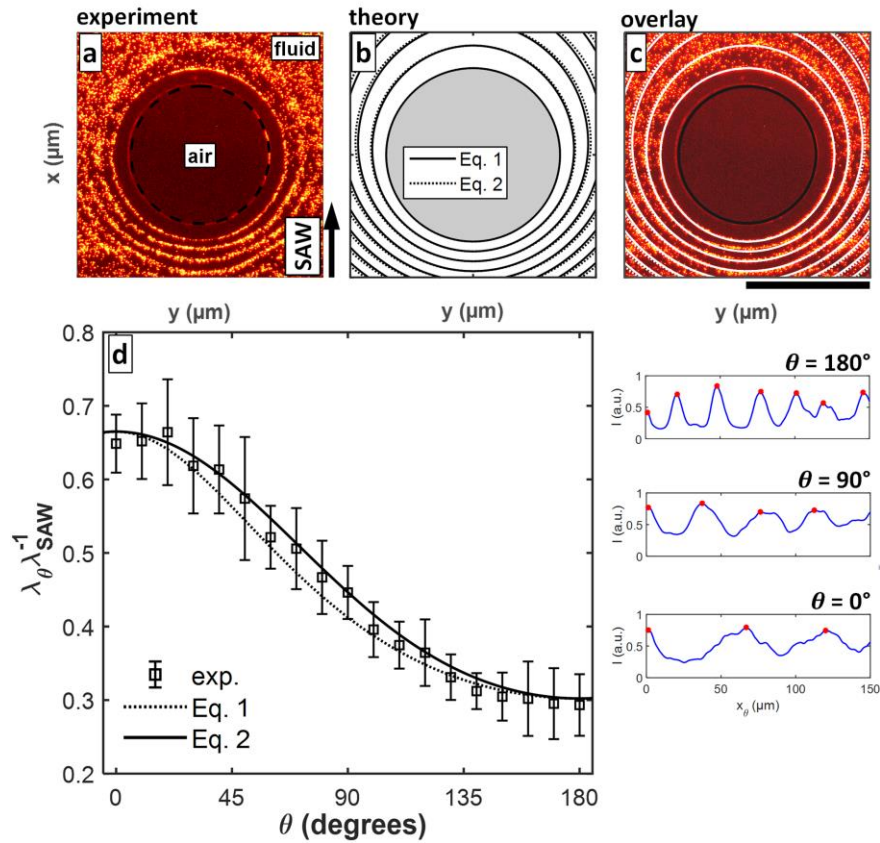 experiment theory overlay
a fluid b c
air
Eq. 1
Eq. 2
SAW
x (µm)
y (µm) y (µm) y (µm)
d
0.8
0.7
0.6
0.5
0.4
0.3
0.2
λθ λ⁻¹SAW
exp.
Eq. 1
Eq. 2
0 45 90 135 180
θ (degrees)
θ = 180°
1
0.5
0
I (a.u.)
θ = 90°
1
0.5
0
I (a.u.)
θ = 0°
1
0.5
0
I (a.u.)
0 50 100 150
xθ (µm)